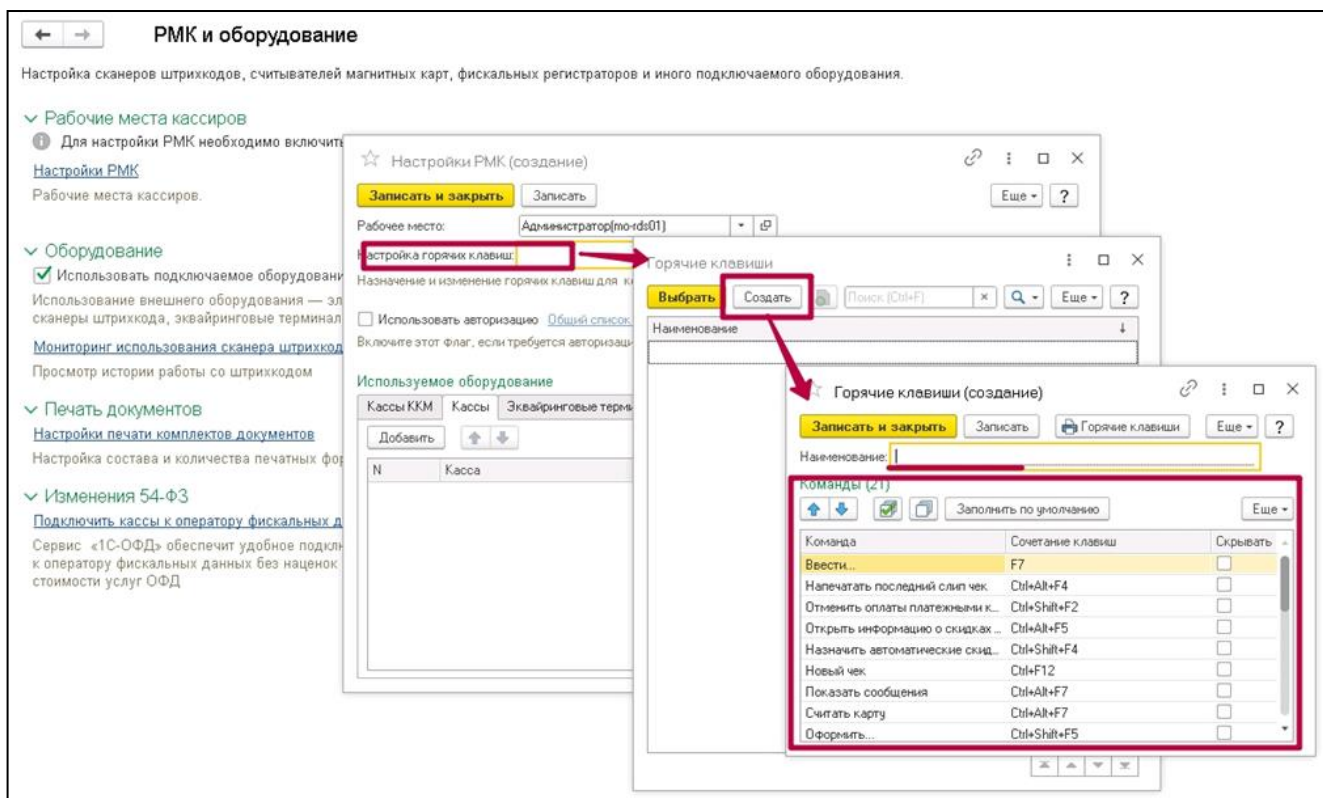 РМК и оборудование
Настройка сканеров штрихкодов, считывателей магнитных карт, фискальных регистраторов и иного подключаемого оборудования.
Рабочие места кассиров
Для настройки РМК необходимо включить
Настройки РМК
Рабочие места кассиров.
Оборудование
Использовать подключаемое оборудовани
Использование внешнего оборудования — эл
сканеры штрихкода, эквайринговые терминал
Мониторинг использования сканера штрихкод
Просмотр истории работы со штрихкодом
Печать документов
Настройки печати комплектов документов
Настройка состава и количества печатных фор
Изменения 54-ФЗ
Подключить кассы к оператору фискальных д
Сервис «1С-ОФД» обеспечит удобное подклю
к оператору фискальных данных без наценок
стоимости услуг ОФД
Настройки РМК (создание)
Записать и закрыть Записать Еще ?
Рабочее место: Администратор(mo-rds01)
Настройка горячих клавиш:
Назначение и изменение горячих клавиш для
Использовать авторизацию Общий список
Включите этот флаг, если требуется авторизаци
Используемое оборудование
Кассы ККМ Кассы Эквайринговые терми
Добавить
N Касса
Горячие клавиши
Выбрать Создать Поиск (Ctrl+F) × Еще ?
Наименование ↓
Горячие клавиши (создание)
Записать и закрыть Записать Горячие клавиши Еще ?
Наименование:
Команды (21)
Заполнить по умолчанию Еще
Команда Сочетание клавиш Скрывать
Ввести... F7
Напечатать последний слип чек Ctrl+Alt+F4
Отменить оплаты платежными к... Ctrl+Shift+F2
Открыть информацию о скидках ... Ctrl+Alt+F5
Назначить автоматические скид... Ctrl+Shift+F4
Новый чек Ctrl+F12
Показать сообщения Ctrl+Alt+F7
Считать карту Ctrl+Alt+F7
Оформить... Ctrl+Shift+F5